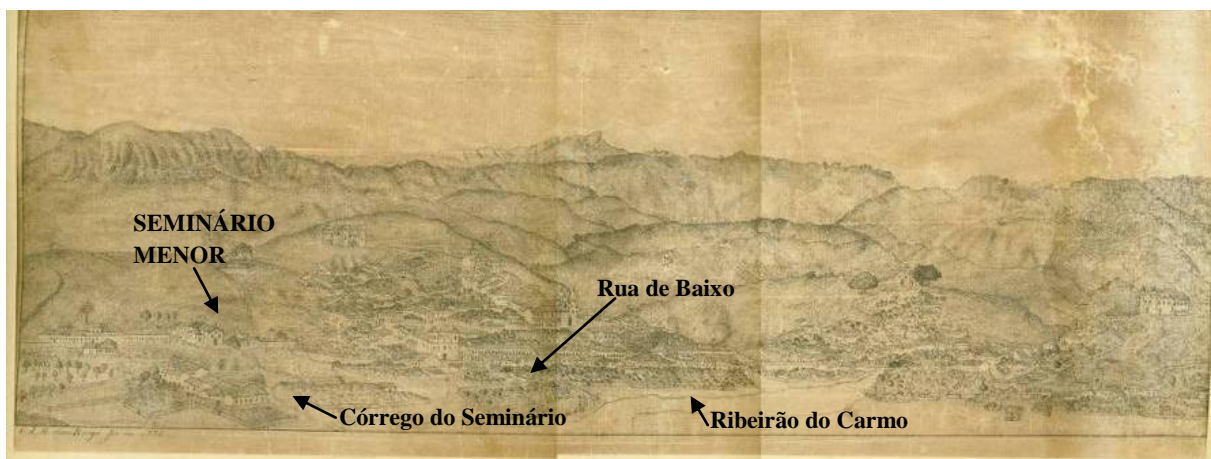 SEMINÁRIO
MENOR
Rua de Baixo
Córrego do Seminário
Ribeirão do Carmo